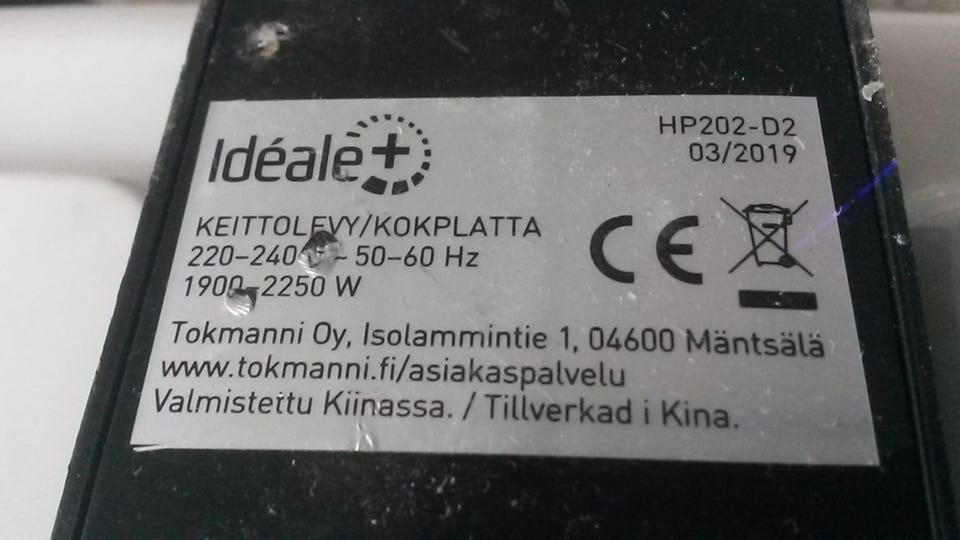 Idéale+
HP202-D2
03/2019
KEITTOLEVY/KOKPLATTA
220-240 ~ 50-60 Hz
1900-2250 W
CE
Tokmanni Oy, Isolammintie 1, 04600 Mäntsälä
www.tokmanni.fi/asiakaspalvelu
Valmistettu Kiinassa. / Tillverkad i Kina.